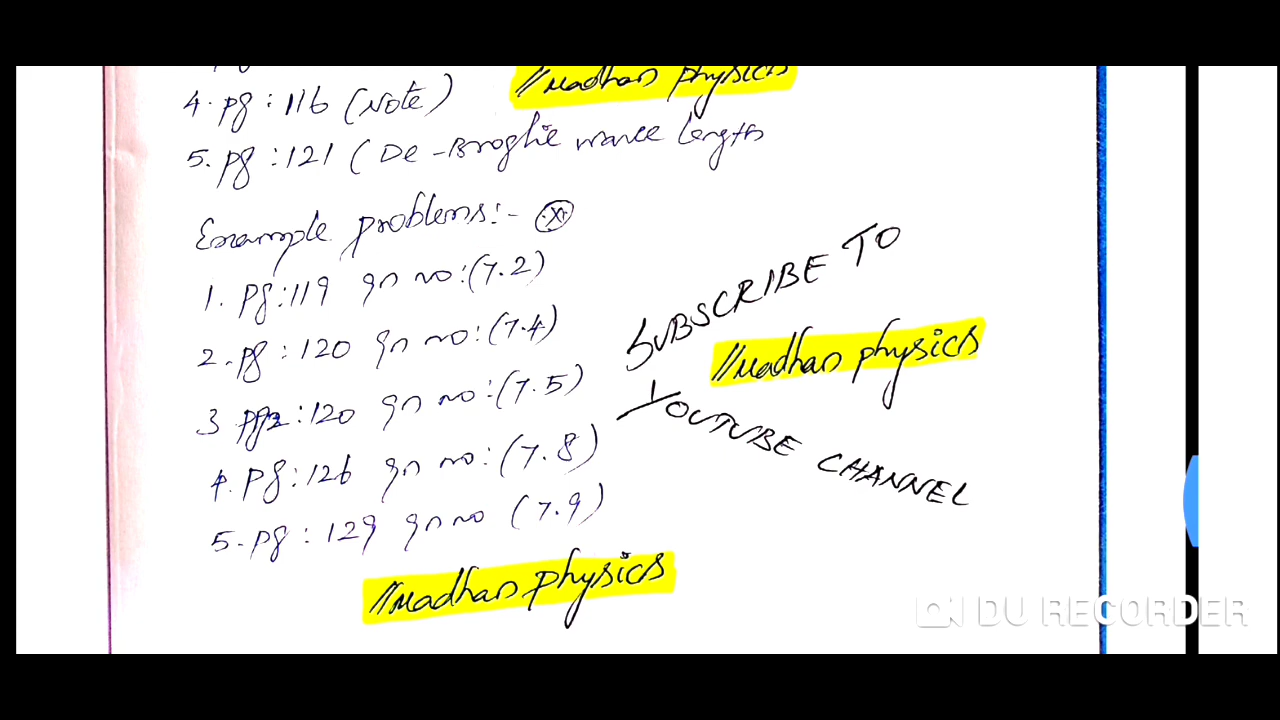 //Madhan physics
4. pg : 116 (Note)
5. pg : 121 ( De -Broglie wave length
Example problems:- (x)
1. pg:119 qn no:(7.2)
2. pg : 120 qn no:(7.4)
3 pg : 120 qn no:(7.5)
4. pg : 126 qn no:(7.8)
5. pg : 129 qn no (7.9)
SUBSCRIBE TO
//Madhan physics
YOUTUBE CHANNEL
//Madhan physics
DU RECORDER